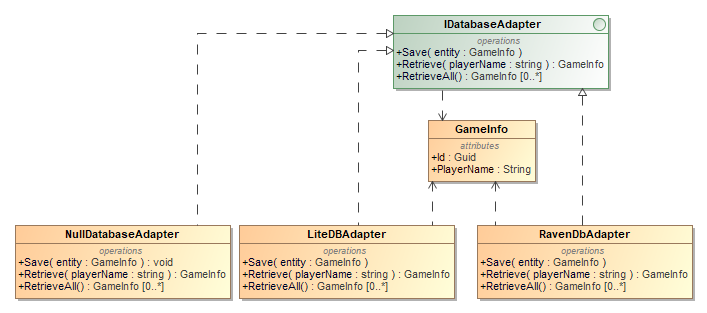 IDatabaseAdapter
operations
+Save( entity : GameInfo )
+Retrieve( playerName : string ) : GameInfo
+RetrieveAll() : GameInfo [0..*]
GameInfo
attributes
+Id : Guid
+PlayerName : String
NullDatabaseAdapter
operations
+Save( entity : GameInfo ) : void
+Retrieve( playerName : string ) : GameInfo
+RetrieveAll() : GameInfo [0..*]
LiteDBAdapter
operations
+Save( entity : GameInfo )
+Retrieve( playerName : string ) : GameInfo
+RetrieveAll() : GameInfo [0..*]
RavenDbAdapter
operations
+Save( entity : GameInfo )
+Retrieve( playerName : string ) : GameInfo
+RetrieveAll() : GameInfo [0..*]